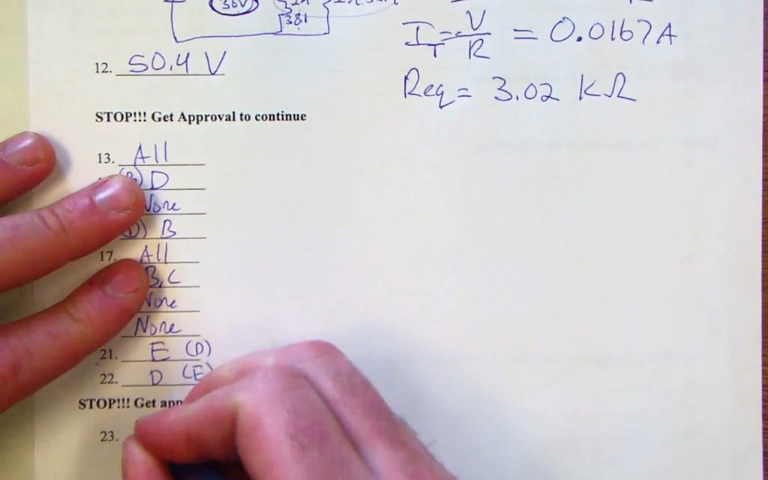 30V
381
I_T = V/R = 0.0167A
12. 50.4 V
Req = 3.02 KΩ
STOP!!! Get Approval to continue
13. All
(B) D
None
(D) B
17. All
B,C
None
None
21. E (D)
22. D (E)
STOP!!! Get app
23.